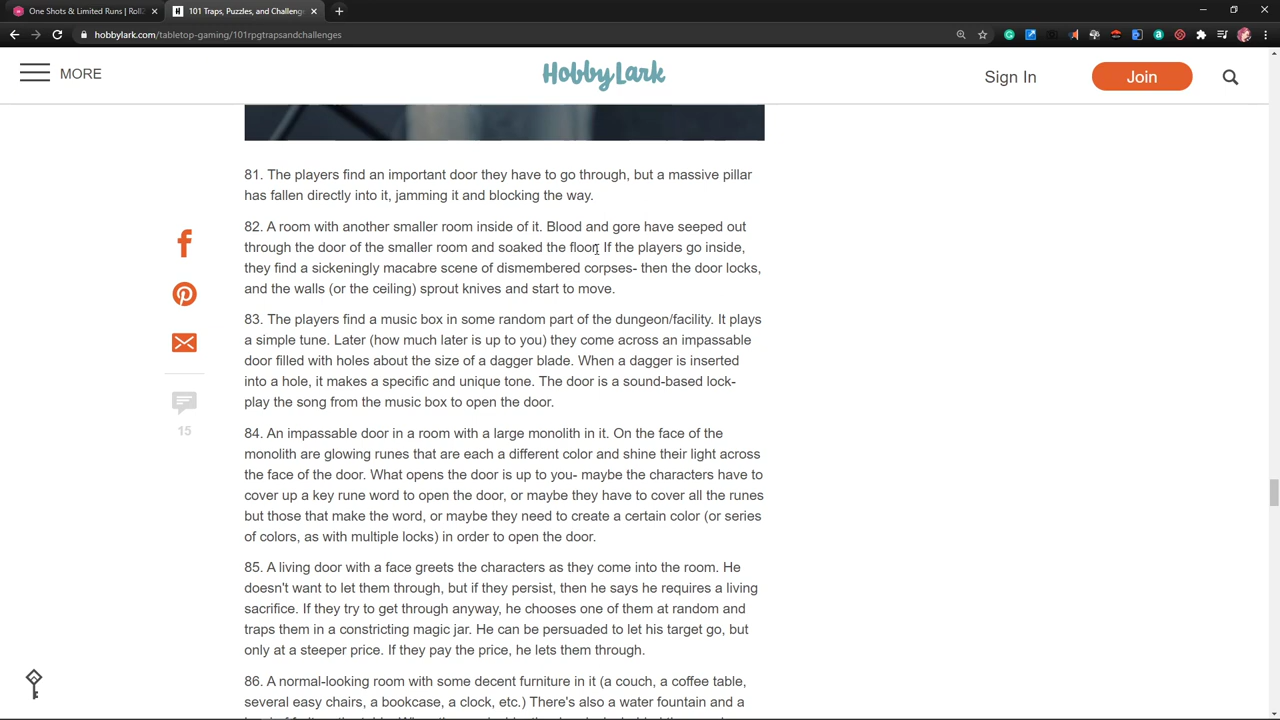 One Shots & Limited Runs | Roll2
101 Traps, Puzzles, and Challeng
hobbylark.com/tabletop-gaming/101rpgtrapsandchallenges
MORE
HobbyLark
Sign In
Join
81. The players find an important door they have to go through, but a massive pillar
has fallen directly into it, jamming it and blocking the way.
82. A room with another smaller room inside of it. Blood and gore have seeped out
through the door of the smaller room and soaked the floor. If the players go inside,
they find a sickeningly macabre scene of dismembered corpses- then the door locks,
and the walls (or the ceiling) sprout knives and start to move.
83. The players find a music box in some random part of the dungeon/facility. It plays
a simple tune. Later (how much later is up to you) they come across an impassable
door filled with holes about the size of a dagger blade. When a dagger is inserted
into a hole, it makes a specific and unique tone. The door is a sound-based lock-
play the song from the music box to open the door.
15
84. An impassable door in a room with a large monolith in it. On the face of the
monolith are glowing runes that are each a different color and shine their light across
the face of the door. What opens the door is up to you- maybe the characters have to
cover up a key rune word to open the door, or maybe they have to cover all the runes
but those that make the word, or maybe they need to create a certain color (or series
of colors, as with multiple locks) in order to open the door.
85. A living door with a face greets the characters as they come into the room. He
doesn't want to let them through, but if they persist, then he says he requires a living
sacrifice. If they try to get through anyway, he chooses one of them at random and
traps them in a constricting magic jar. He can be persuaded to let his target go, but
only at a steeper price. If they pay the price, he lets them through.
86. A normal-looking room with some decent furniture in it (a couch, a coffee table,
several easy chairs, a bookcase, a clock, etc.) There's also a water fountain and a